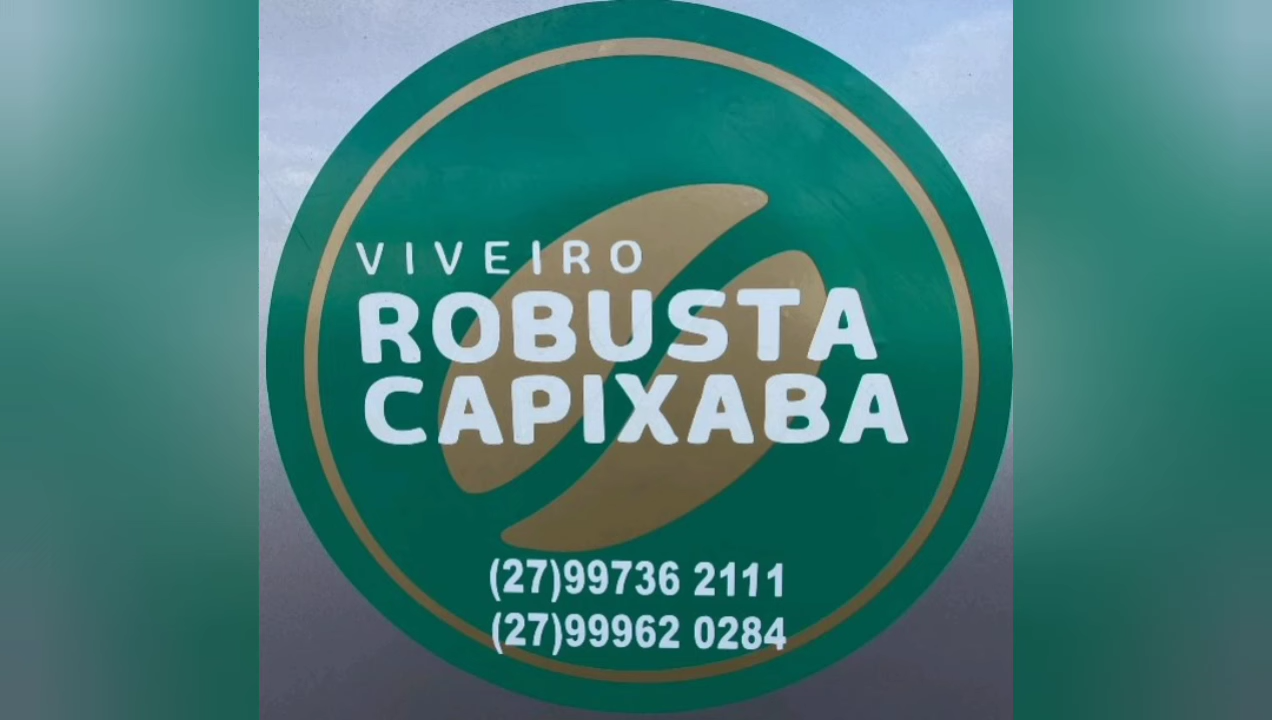 VIVEIRO
ROBUSTA
CAPIXABA
(27)99736 2111
(27)99962 0284